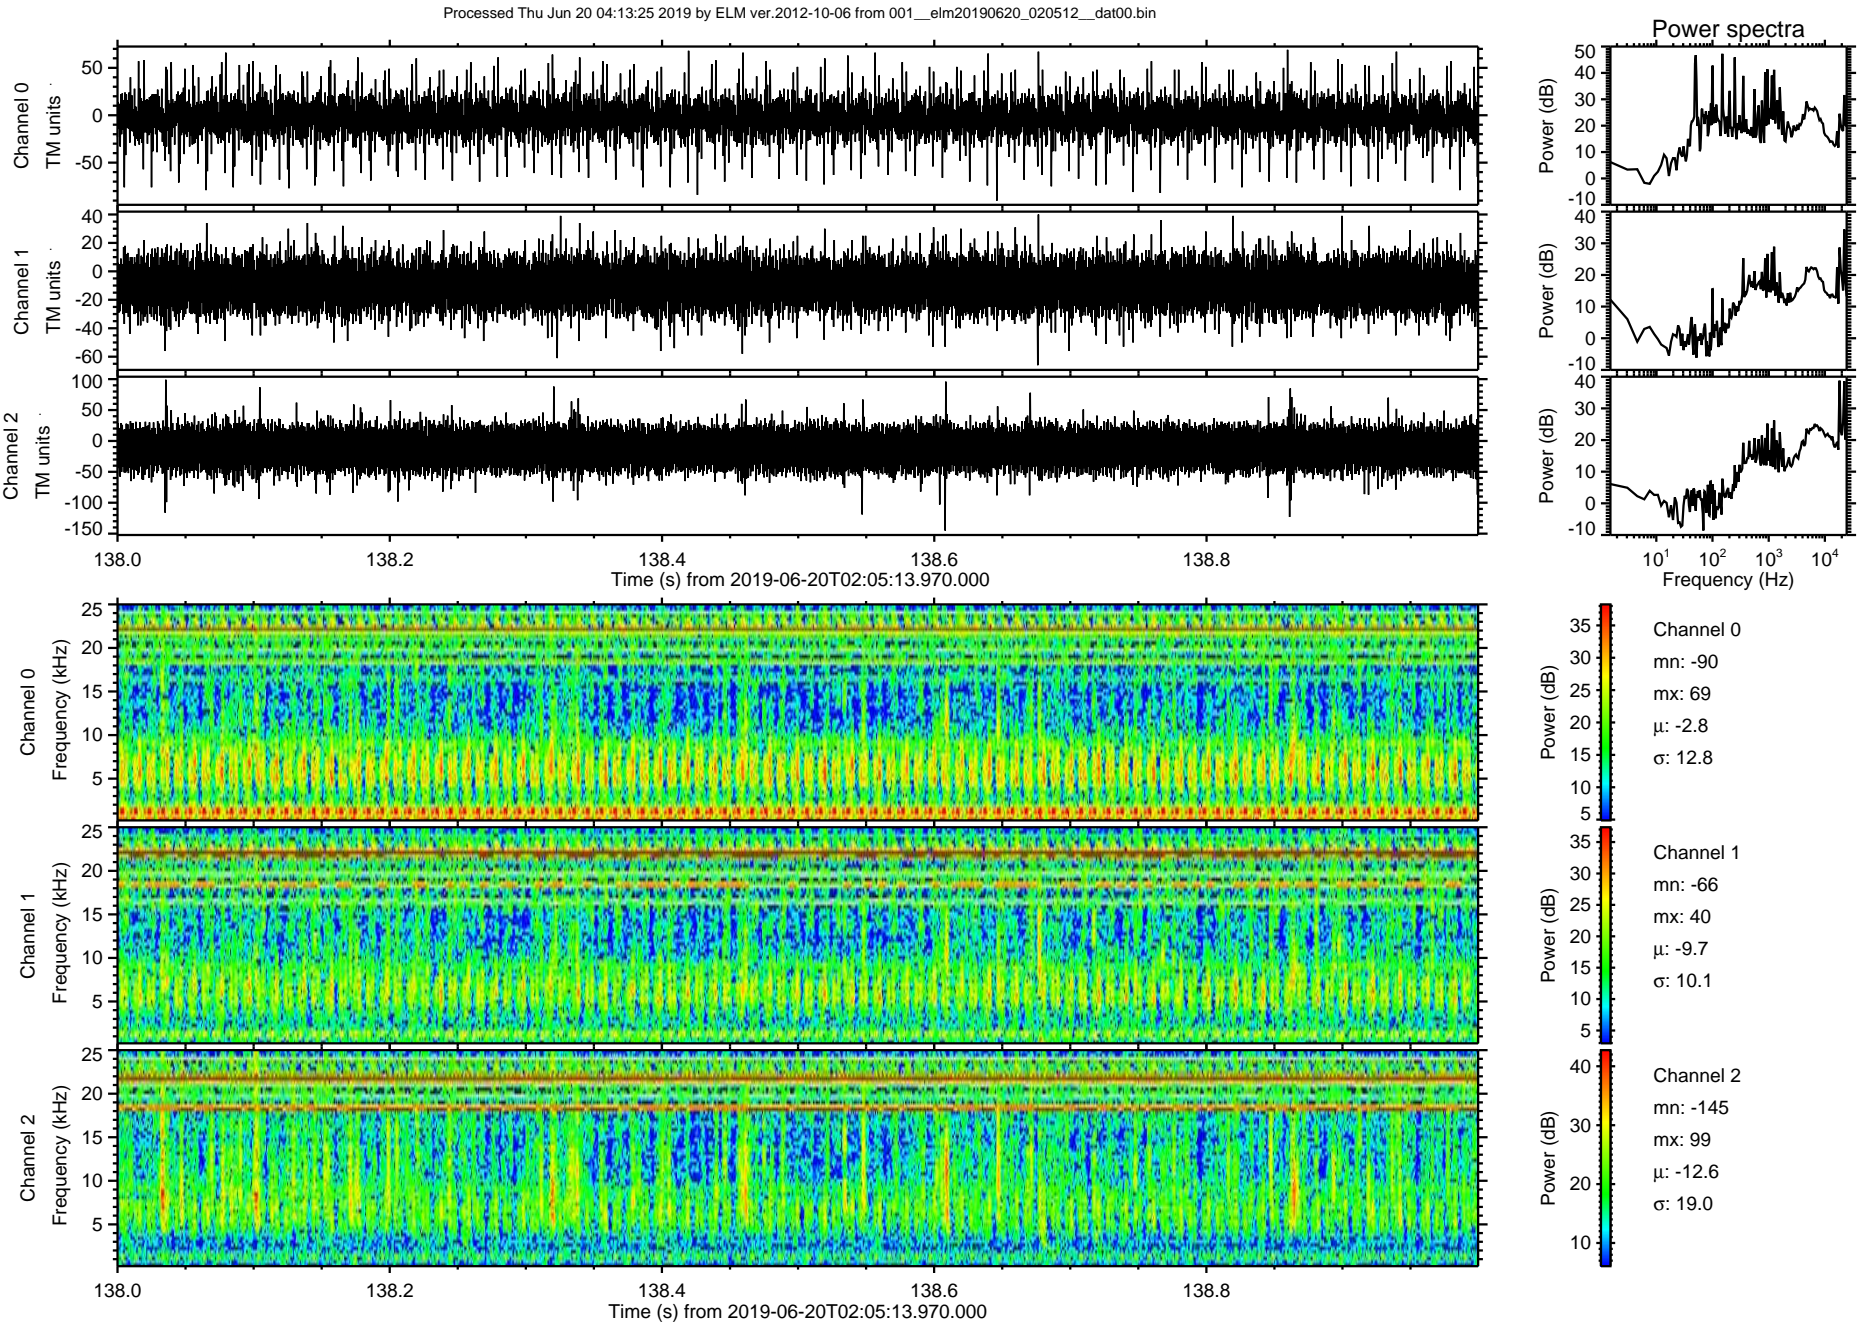 Processed Thu Jun 20 04:13:25 2019 by ELM ver.2012-10-06 from 001__elm20190620_020512__dat00.bin
Power spectra
Channel 0
TM units
50
0
-50
Power (dB)
50
40
30
20
10
0
-10
Channel 1
TM units
40
20
0
-20
-40
-60
Power (dB)
40
30
20
10
0
-10
Channel 2
TM units
100
50
0
-50
-100
-150
Power (dB)
40
30
20
10
0
-10
138.0 138.2 138.4 138.6 138.8
Time (s) from 2019-06-20T02:05:13.970.000
10¹ 10² 10³ 10⁴
Frequency (Hz)
Channel 0
Frequency (kHz)
25
20
15
10
5
Power (dB)
35
30
25
20
15
10
5
Channel 0
mn: -90
mx: 69
μ: -2.8
σ: 12.8
Channel 1
Frequency (kHz)
25
20
15
10
5
Power (dB)
35
30
25
20
15
10
5
Channel 1
mn: -66
mx: 40
μ: -9.7
σ: 10.1
Channel 2
Frequency (kHz)
25
20
15
10
5
Power (dB)
40
30
20
10
Channel 2
mn: -145
mx: 99
μ: -12.6
σ: 19.0
138.0 138.2 138.4 138.6 138.8
Time (s) from 2019-06-20T02:05:13.970.000